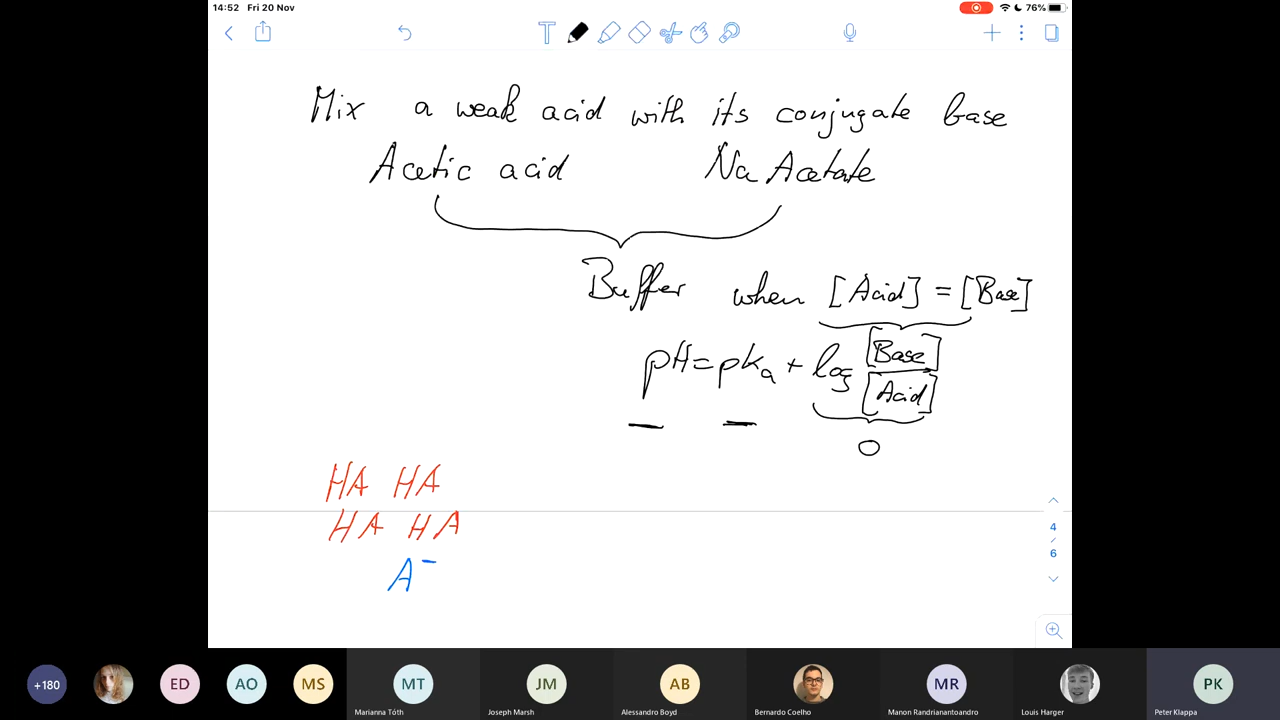 14:52 Fri 20 Nov
76%
T
Mix a weak acid with its conjugate base
Acetic acid Na Acetate
Buffer when [Acid] = [Base]
pH = pKa + log [Base]
[Acid]
0
HA HA
HA HA
A⁻
4
/
6
+180
ED
AO
MS
MT
JM
AB
MR
PK
Marianna Tóth
Joseph Marsh
Alessandro Boyd
Bernardo Coelho
Manon Randrianantoandro
Louis Harger
Peter Klappa